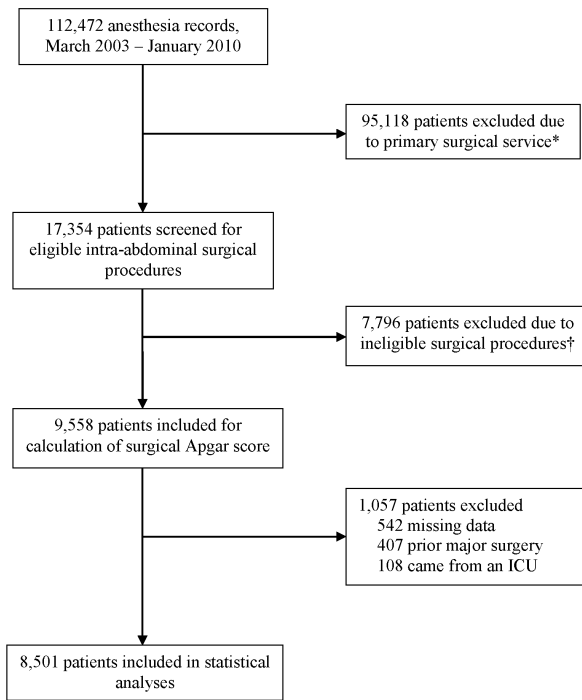 112,472 anesthesia records,
March 2003 – January 2010
95,118 patients excluded due
to primary surgical service*
17,354 patients screened for
eligible intra-abdominal surgical
procedures
7,796 patients excluded due to
ineligible surgical procedures†
9,558 patients included for
calculation of surgical Apgar score
1,057 patients excluded
542 missing data
407 prior major surgery
108 came from an ICU
8,501 patients included in statistical
analyses